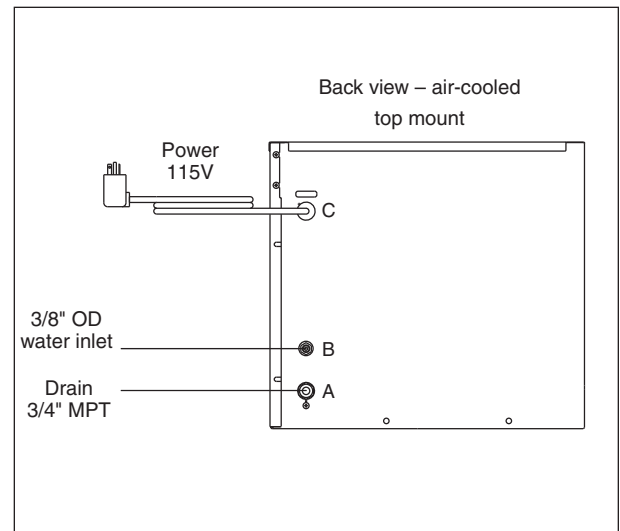 Back view – air-cooled
top mount
Power
115V
C
3/8" OD
water inlet
B
Drain
3/4" MPT
A